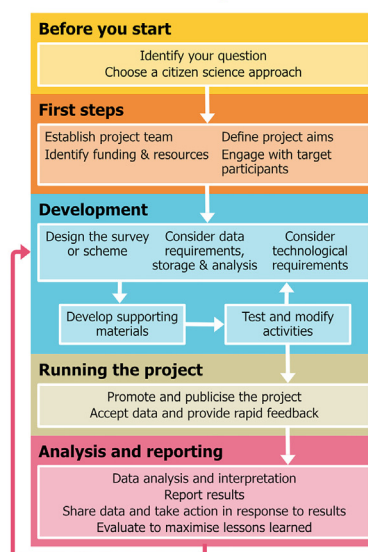 Before you start
Identify your question
Choose a citizen science approach
First steps
Establish project team
Identify funding & resources
Define project aims
Engage with target
participants
Development
Design the survey
or scheme
Consider data
requirements,
storage & analysis
Consider
technological
requirements
Develop supporting
materials
Test and modify
activities
Running the project
Promote and publicise the project
Accept data and provide rapid feedback
Analysis and reporting
Data analysis and interpretation
Report results
Share data and take action in response to results
Evaluate to maximise lessons learned